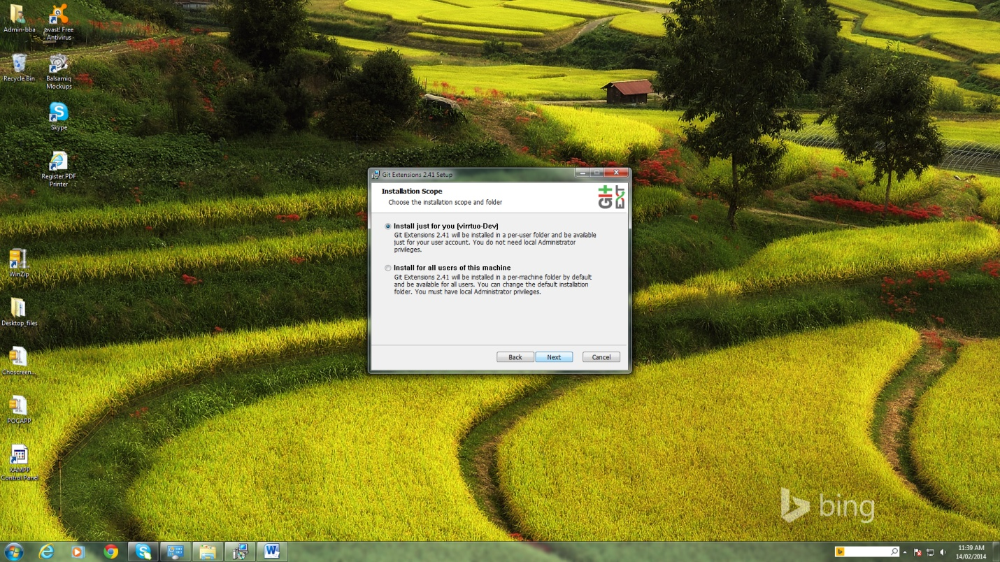 Admin-bba
avast! Free
Antivirus
Recycle Bin
Balsamiq
Mockups
Skype
Register PDF
Printer
WinZip
Desktop_files
Choscreen...
POCAPP
XAMPP
Control Panel
Git Extensions 2.41 Setup
Installation Scope
Choose the installation scope and folder
Git
Ext
Install just for you (virrtuo-Dev)
Git Extensions 2.41 will be installed in a per-user folder and be available
just for your user account. You do not need local Administrator
privileges.
Install for all users of this machine
Git Extensions 2.41 will be installed in a per-machine folder by default
and be available for all users. You can change the default installation
folder. You must have local Administrator privileges.
Back
Next
Cancel
bing
11:39 AM
14/02/2014